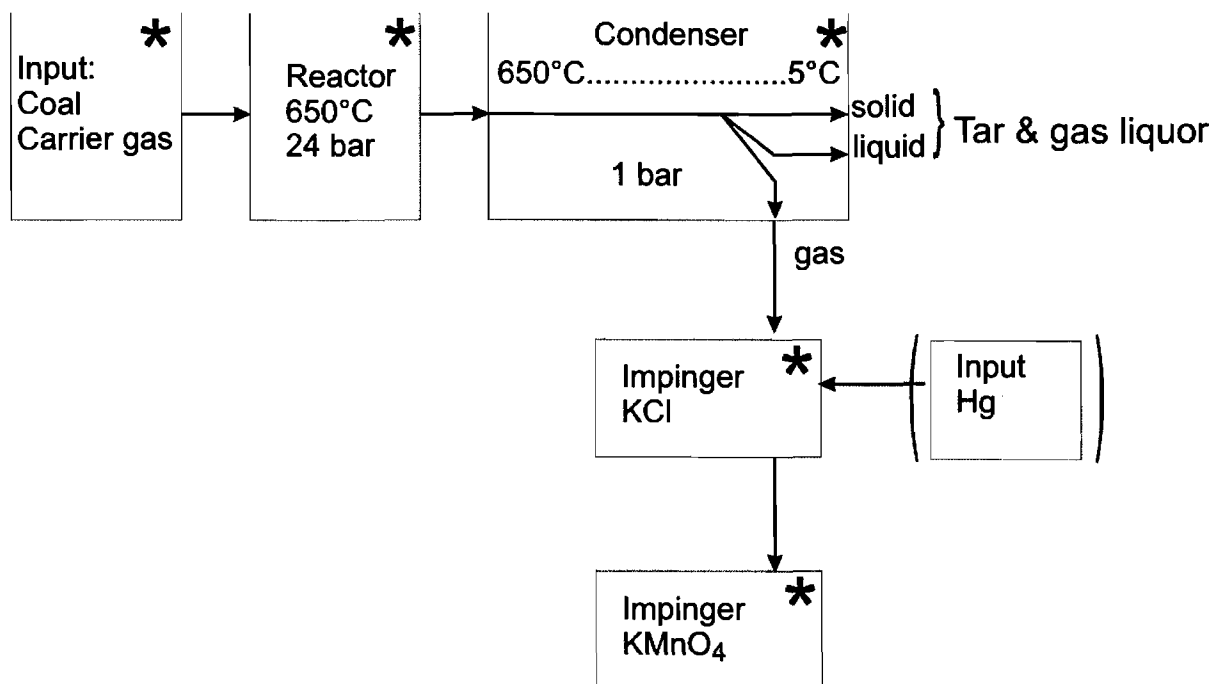 *
Input:
Coal
Carrier gas
*
Reactor
650°C
24 bar
Condenser *
650°C.......................5°C
solid
liquid } Tar & gas liquor
1 bar
gas
*
Impinger
KCl
( Input )
Hg
*
Impinger
KMnO₄